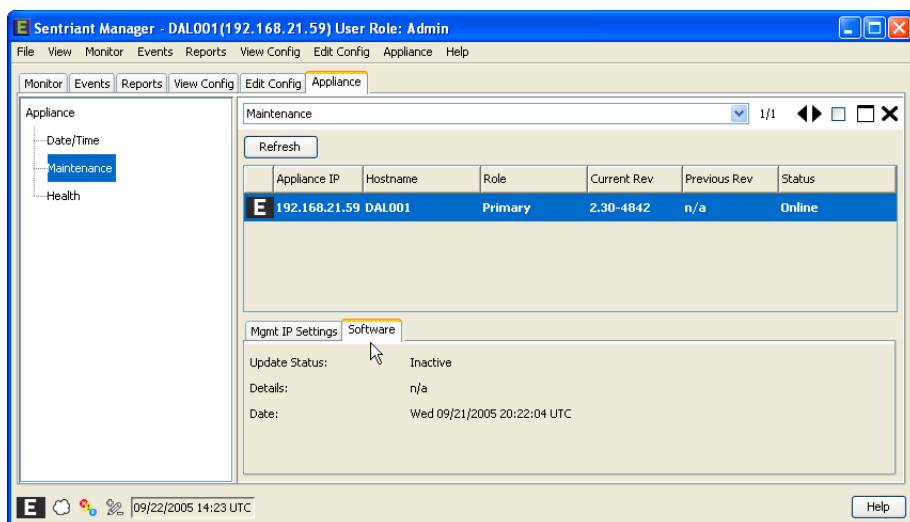 E Sentriant Manager - DAL001(192.168.21.59) User Role: Admin
File View Monitor Events Reports View Config Edit Config Appliance Help
Monitor Events Reports View Config Edit Config Appliance
Appliance
Date/Time
Maintenance
Health
Maintenance 1/1
Refresh
Appliance IP Hostname Role Current Rev Previous Rev Status
E 192.168.21.59 DAL001 Primary 2.30-4842 n/a Online
Mgmt IP Settings Software
Update Status: Inactive
Details: n/a
Date: Wed 09/21/2005 20:22:04 UTC
E 09/22/2005 14:23 UTC Help